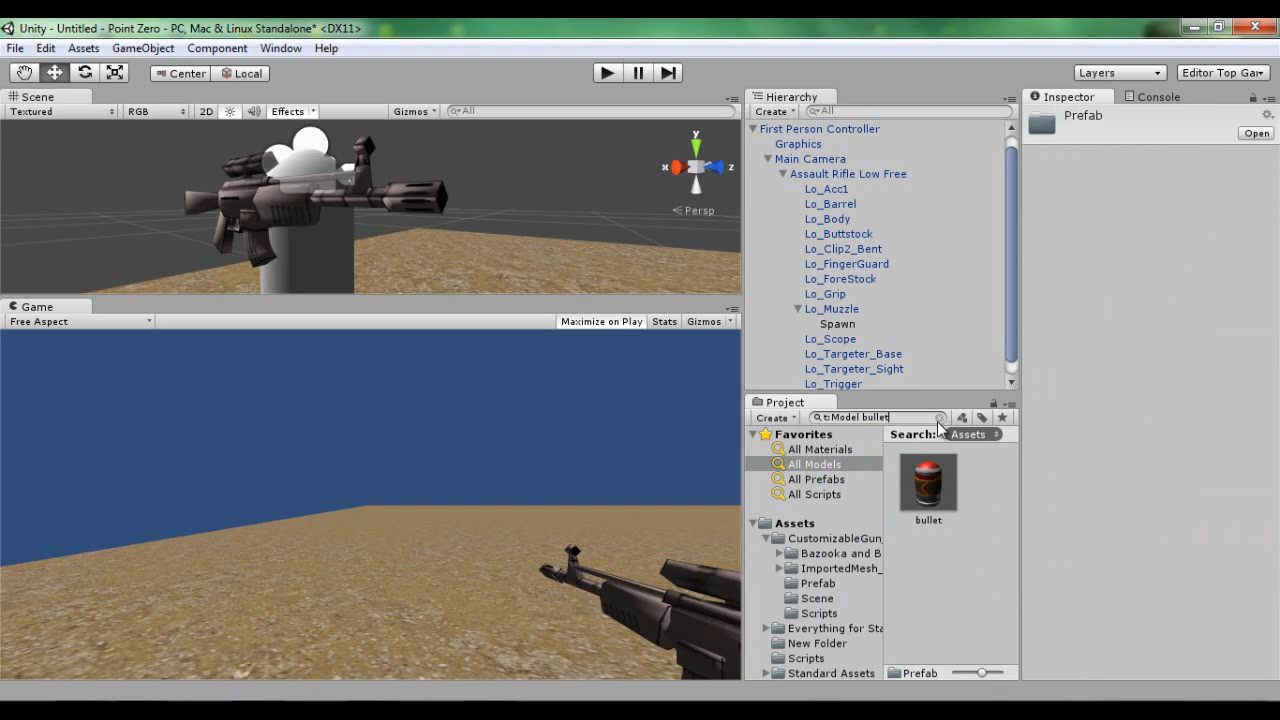 Unity - Untitled - Point Zero - PC, Mac & Linux Standalone* <DX11>
File Edit Assets GameObject Component Window Help
Center Local Layers Editor Top Gar
Scene
Textured RGB 2D Effects Gizmos All
y
x
z
Persp
Game
Free Aspect Maximize on Play Stats Gizmos
Hierarchy
Create All
First Person Controller
Graphics
Main Camera
Assault Rifle Low Free
Lo_Acc1
Lo_Barrel
Lo_Body
Lo_Buttstock
Lo_Clip2_Bent
Lo_FingerGuard
Lo_ForeStock
Lo_Grip
Lo_Muzzle
Spawn
Lo_Scope
Lo_Targeter_Base
Lo_Targeter_Sight
Lo_Trigger
Project
Create t:Model bullet
Favorites
All Materials
All Models
All Prefabs
All Scripts
Assets
CustomizableGun_
Bazooka and B
ImportedMesh_
Prefab
Scene
Scripts
Everything for Sta
New Folder
Scripts
Standard Assets
Search: Assets
bullet
Prefab
Inspector Console
Prefab
Open